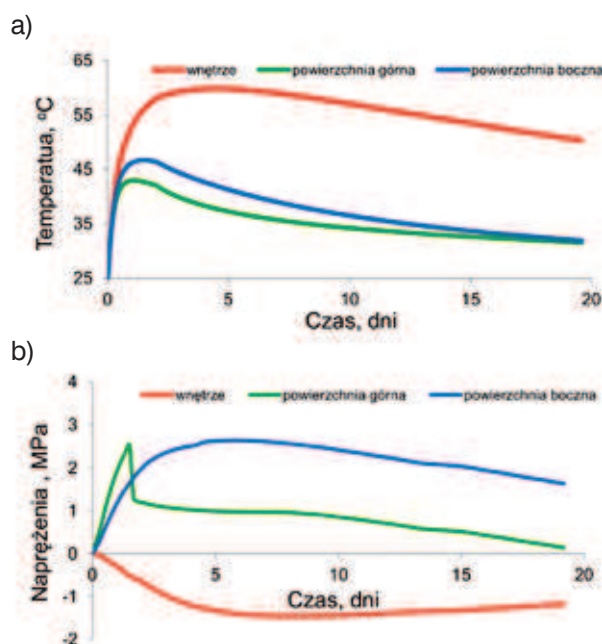 a)
65
55
45
35
25
Temperatua, ºC
wnętrze powierzchnia górna powierzchnia boczna
0 5 10 15 20
Czas, dni
b)
4
3
2
1
0
-1
-2
Naprężenia , MPa
wnętrze powierzchnia górna powierzchnia boczna
0 5 10 15 20
Czas, dni